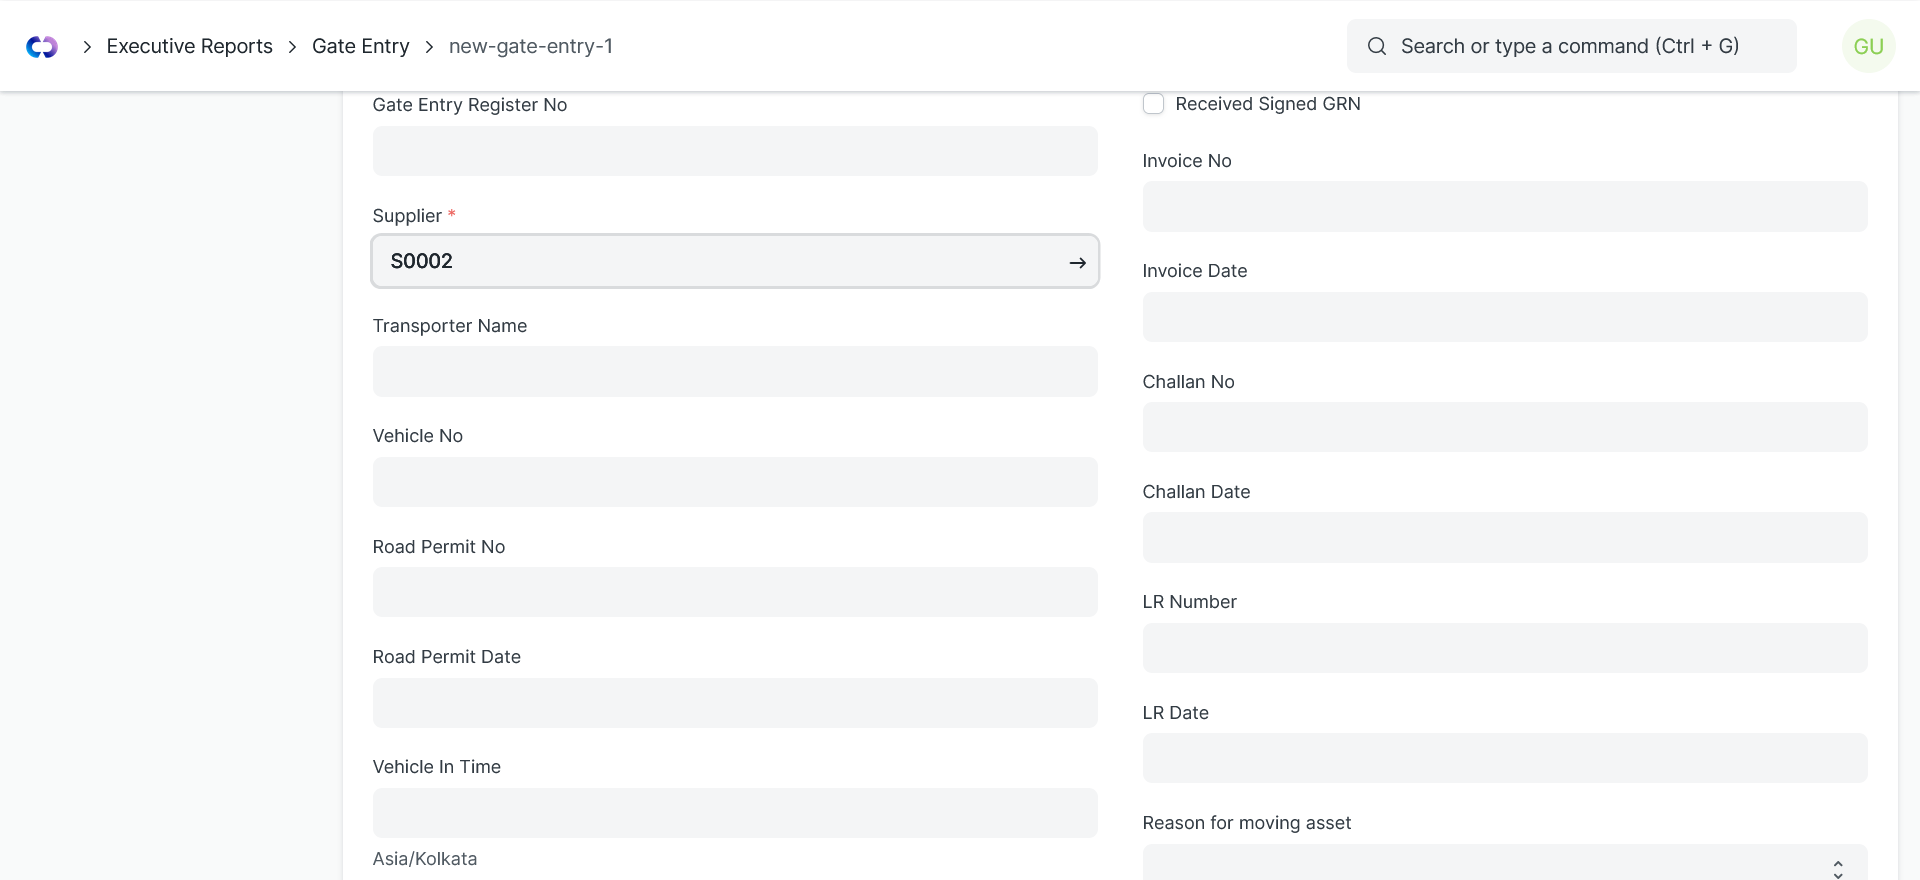 Executive Reports
Gate Entry
new-gate-entry-1
Search or type a command (Ctrl + G)
GU
Gate Entry Register No
Supplier *
S0002
Transporter Name
Vehicle No
Road Permit No
Road Permit Date
Vehicle In Time
Asia/Kolkata
Received Signed GRN
Invoice No
Invoice Date
Challan No
Challan Date
LR Number
LR Date
Reason for moving asset